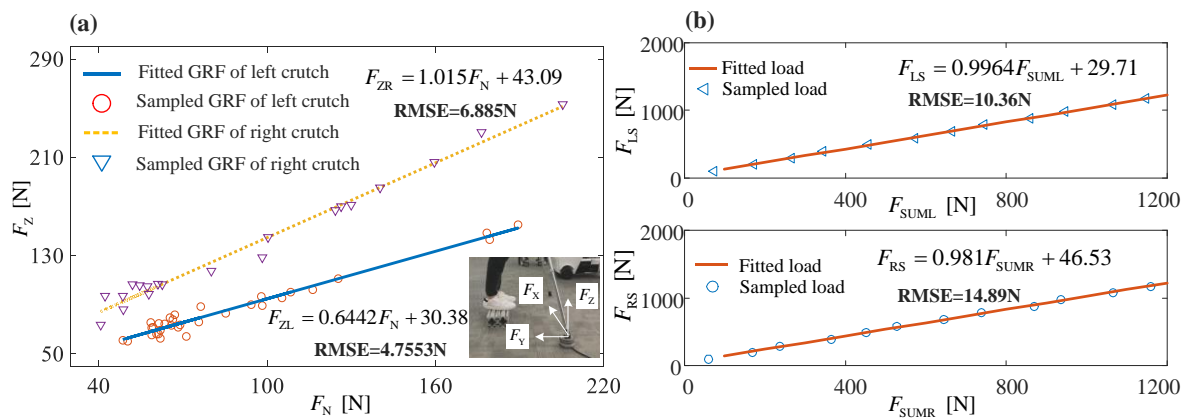 (a)
290
210
130
50
F_Z [N]
Fitted GRF of left crutch
Sampled GRF of left crutch
Fitted GRF of right crutch
Sampled GRF of right crutch
F_ZR = 1.015F_N + 43.09
RMSE=6.885N
F_ZL = 0.6442F_N + 30.38
RMSE=4.7553N
F_X
F_Z
F_Y
40 100 160 220
F_N [N]
(b)
2000
1000
0
F_LS [N]
Fitted load
Sampled load
F_LS = 0.9964F_SUML + 29.71
RMSE=10.36N
400 800 1200
F_SUML [N]
2000
1000
0
F_RS [N]
Fitted load
Sampled load
F_RS = 0.981F_SUMR + 46.53
RMSE=14.89N
0 400 800 1200
F_SUMR [N]